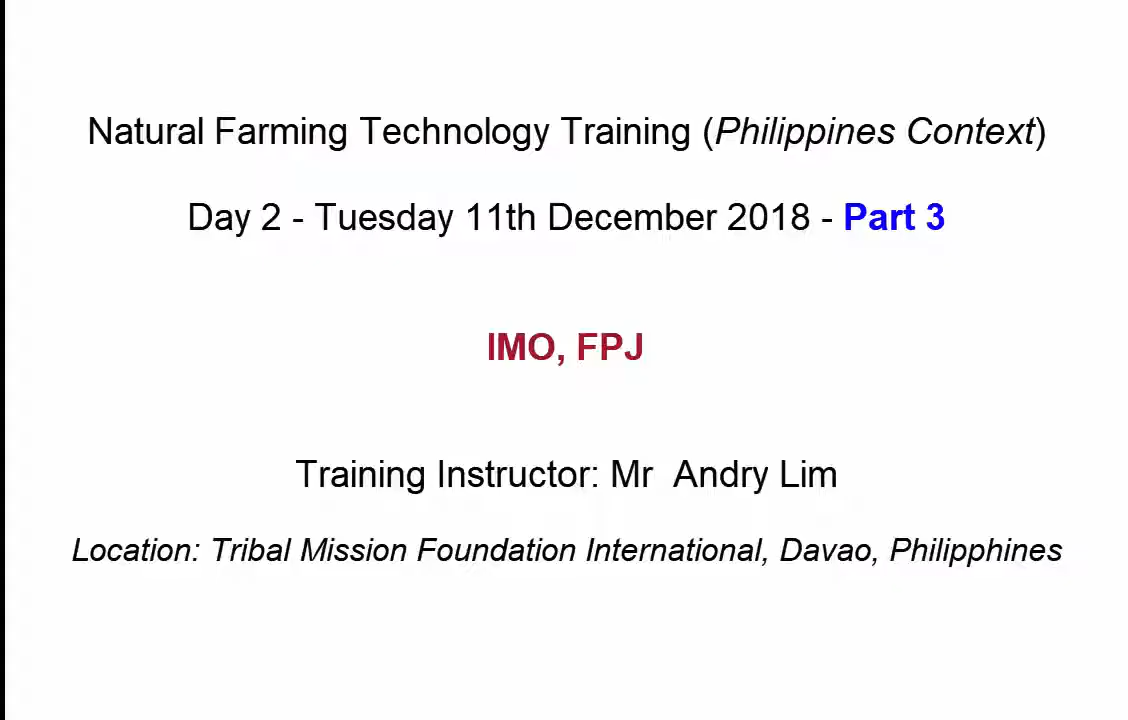 Natural Farming Technology Training (Philippines Context)
Day 2 - Tuesday 11th December 2018 - Part 3
IMO, FPJ
Training Instructor: Mr  Andry Lim
Location: Tribal Mission Foundation International, Davao, Philipphines